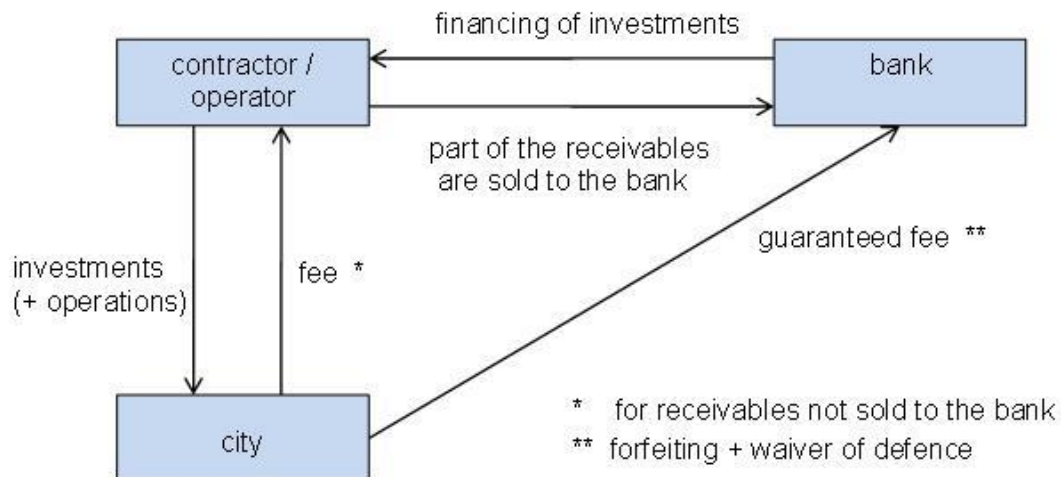 financing of investments
contractor /
operator
bank
part of the receivables
are sold to the bank
guaranteed fee **
investments
(+ operations)
fee *
city
* for receivables not sold to the bank
** forfeiting + waiver of defence